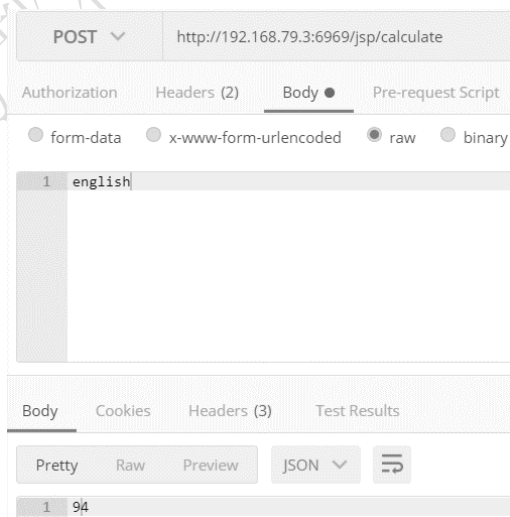 POST http://192.168.79.3:6969/jsp/calculate
Authorization Headers (2) Body Pre-request Script
form-data x-www-form-urlencoded raw binary
1 english
Body Cookies Headers (3) Test Results
Pretty Raw Preview JSON
1 94